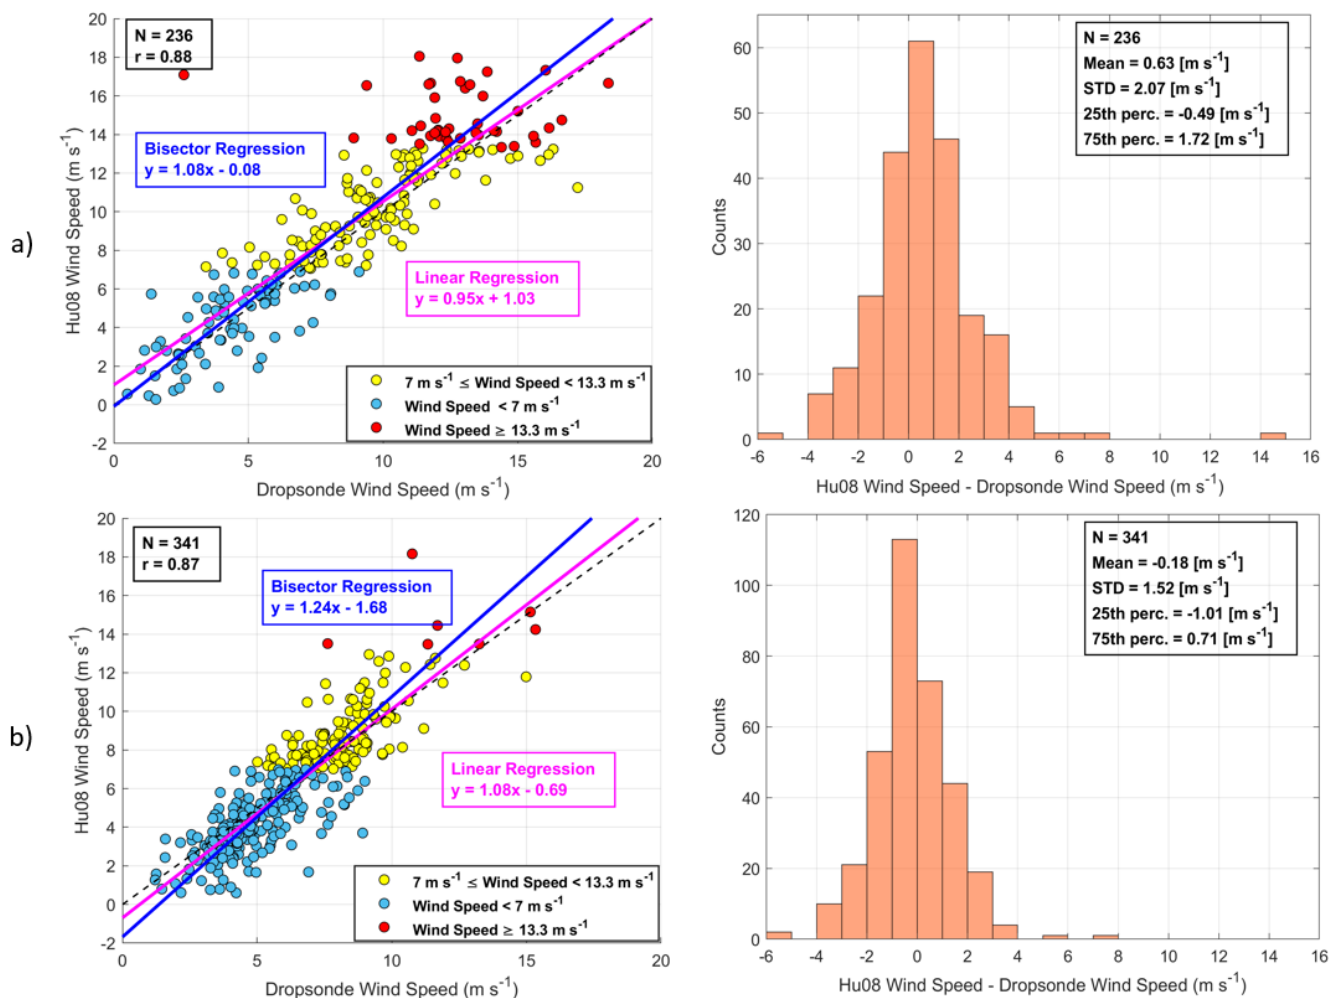 a)
N = 236
r = 0.88
Bisector Regression
y = 1.08x - 0.08
Linear Regression
y = 0.95x + 1.03
7 m s⁻¹ ≤ Wind Speed < 13.3 m s⁻¹
Wind Speed < 7 m s⁻¹
Wind Speed ≥ 13.3 m s⁻¹
Hu08 Wind Speed (m s⁻¹)
20
18
16
14
12
10
8
6
4
2
0
-2
0 5 10 15 20
Dropsonde Wind Speed (m s⁻¹)
N = 236
Mean = 0.63 [m s⁻¹]
STD = 2.07 [m s⁻¹]
25th perc. = -0.49 [m s⁻¹]
75th perc. = 1.72 [m s⁻¹]
Counts
60
50
40
30
20
10
0
-6 -4 -2 0 2 4 6 8 10 12 14 16
Hu08 Wind Speed - Dropsonde Wind Speed (m s⁻¹)
b)
N = 341
r = 0.87
Bisector Regression
y = 1.24x - 1.68
Linear Regression
y = 1.08x - 0.69
7 m s⁻¹ ≤ Wind Speed < 13.3 m s⁻¹
Wind Speed < 7 m s⁻¹
Wind Speed ≥ 13.3 m s⁻¹
Hu08 Wind Speed (m s⁻¹)
20
18
16
14
12
10
8
6
4
2
0
-2
0 5 10 15 20
Dropsonde Wind Speed (m s⁻¹)
N = 341
Mean = -0.18 [m s⁻¹]
STD = 1.52 [m s⁻¹]
25th perc. = -1.01 [m s⁻¹]
75th perc. = 0.71 [m s⁻¹]
Counts
120
100
80
60
40
20
0
-6 -4 -2 0 2 4 6 8 10 12 14 16
Hu08 Wind Speed - Dropsonde Wind Speed (m s⁻¹)